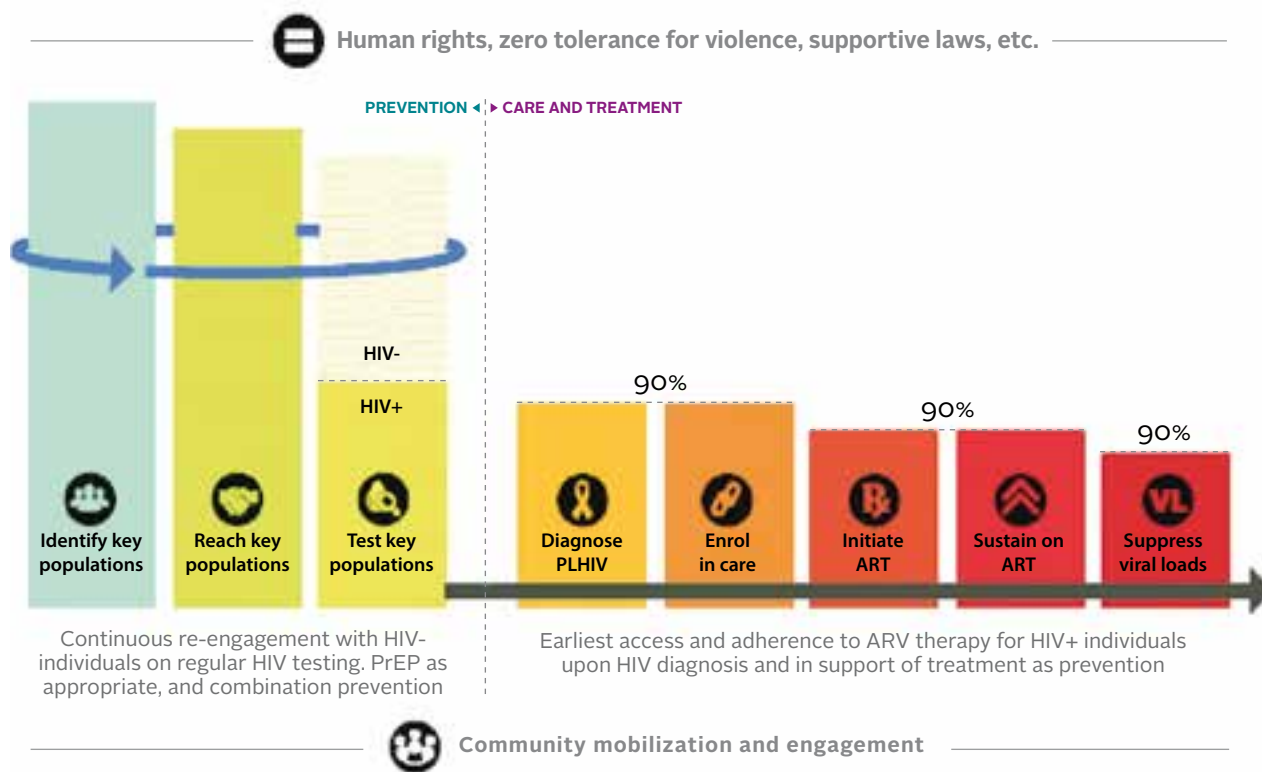 Human rights, zero tolerance for violence, supportive laws, etc.
PREVENTION
CARE AND TREATMENT
HIV-
HIV+
90%
90%
90%
Identify key
populations
Reach key
populations
Test key
populations
Diagnose
PLHIV
Enrol
in care
Rx
Initiate
ART
Sustain on
ART
VL
Suppress
viral loads
Continuous re-engagement with HIV-
individuals on regular HIV testing. PrEP as
appropriate, and combination prevention
Earliest access and adherence to ARV therapy for HIV+ individuals
upon HIV diagnosis and in support of treatment as prevention
Community mobilization and engagement